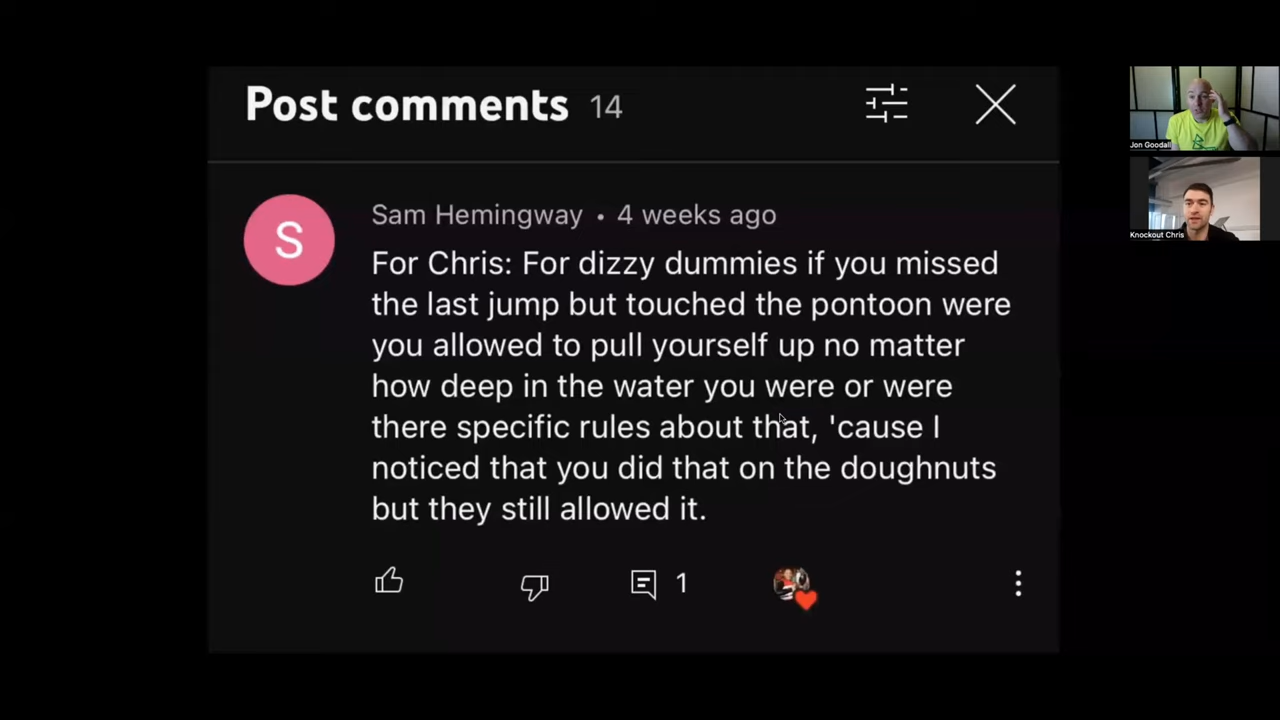 Post comments 14
S
Sam Hemingway • 4 weeks ago
For Chris: For dizzy dummies if you missed
the last jump but touched the pontoon were
you allowed to pull yourself up no matter
how deep in the water you were or were
there specific rules about that, 'cause I
noticed that you did that on the doughnuts
but they still allowed it.
1
Jon Goodall
Knockout Chris